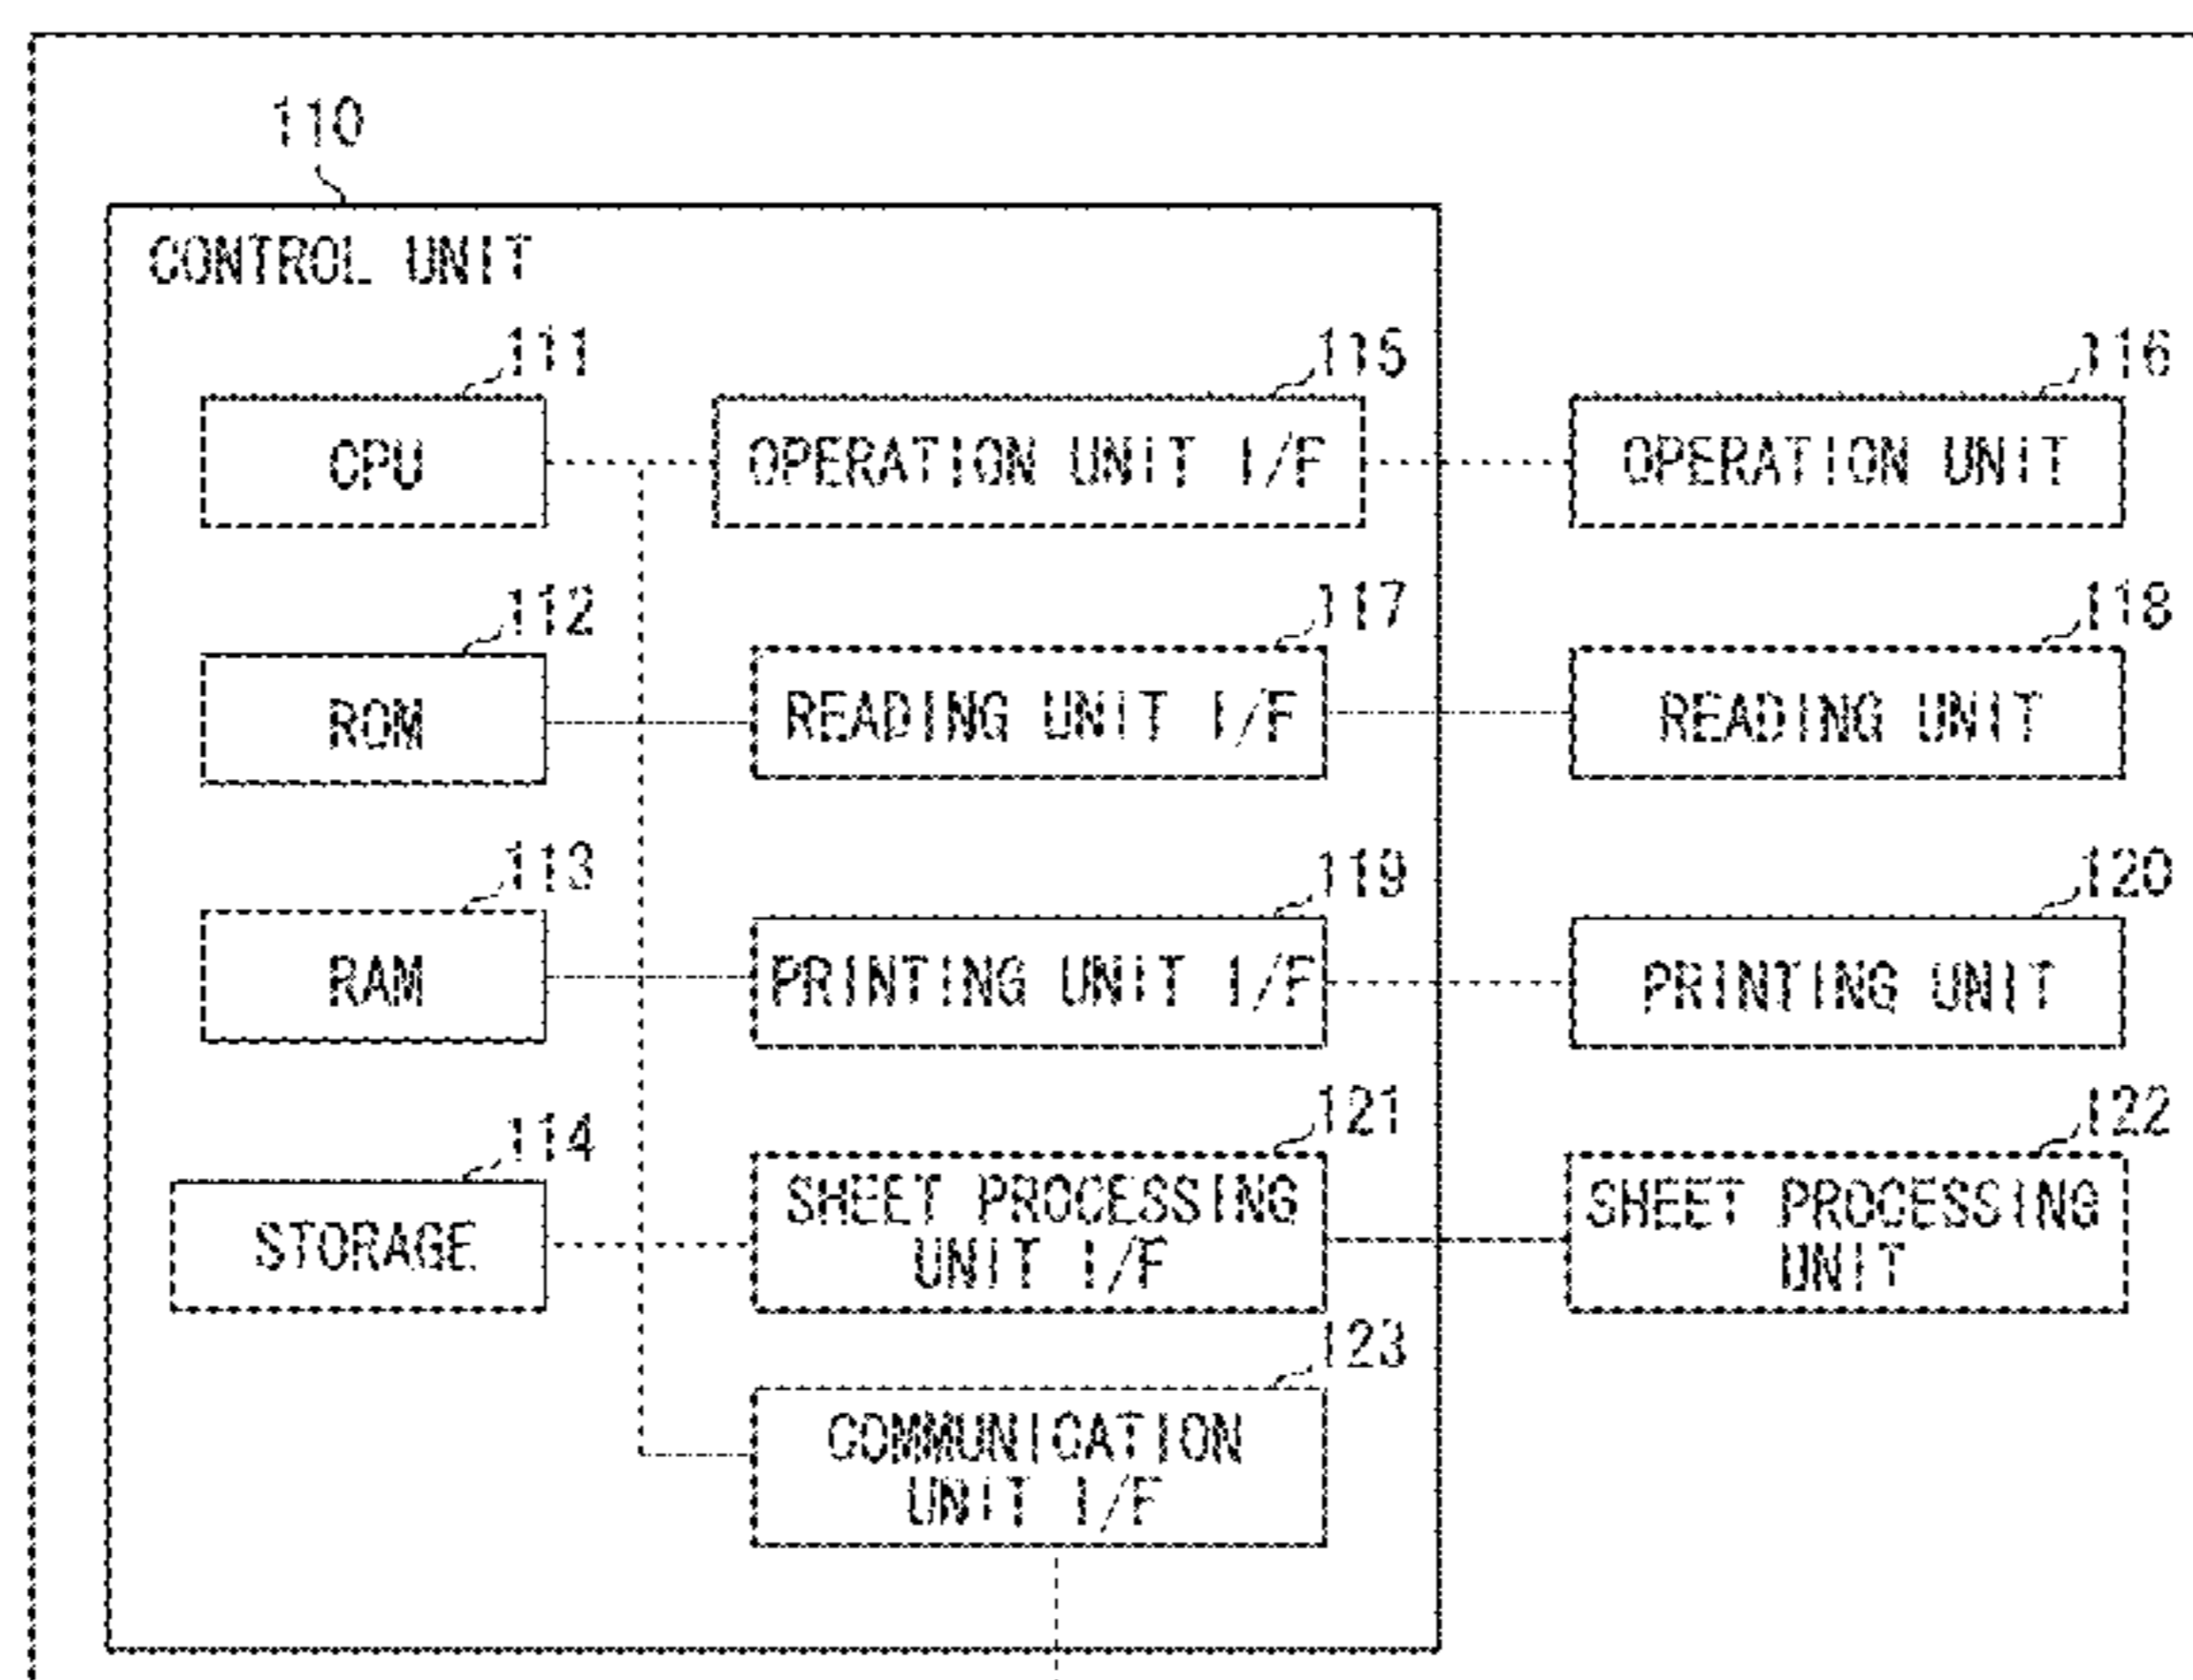 110
CONTROL UNIT
111
115
116
CPU
OPERATION UNIT I/F
OPERATION UNIT
112
117
118
ROM
READING UNIT I/F
READING UNIT
113
119
120
RAM
PRINTING UNIT I/F
PRINTING UNIT
114
121
122
STORAGE
SHEET PROCESSING
UNIT I/F
SHEET PROCESSING
UNIT
123
COMMUNICATION
UNIT I/F